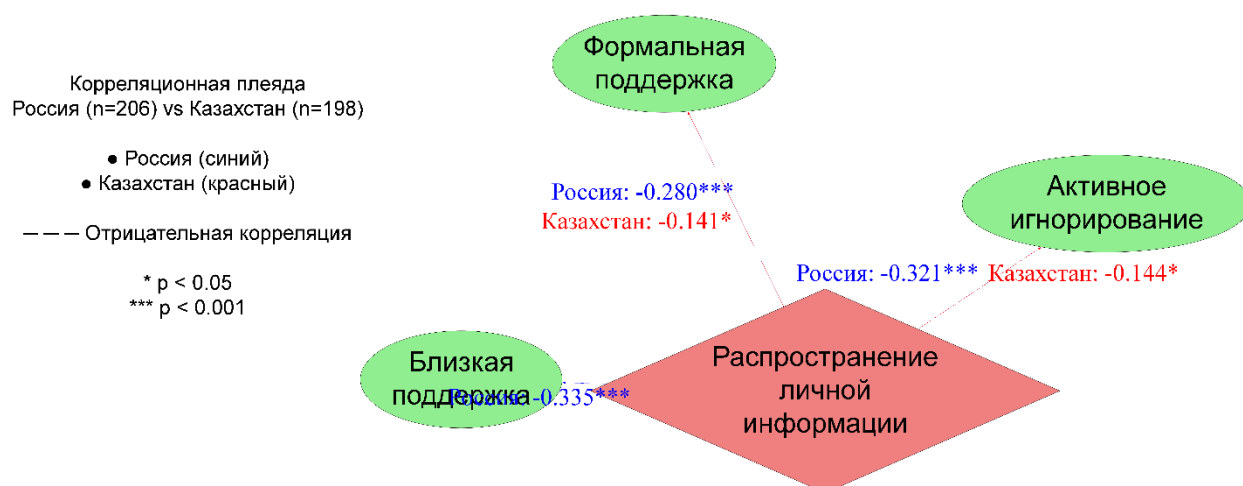 Корреляционная плеяда
Россия (n=206) vs Казахстан (n=198)
● Россия (синий)
● Казахстан (красный)
— — — Отрицательная корреляция
* p < 0.05
*** p < 0.001
Формальная
поддержка
Россия: -0.280***
Казахстан: -0.141*
Активное
игнорирование
Россия: -0.321***
Казахстан: -0.144*
Близкая
поддержка
Россия: -0.335***
Распространение
личной
информации